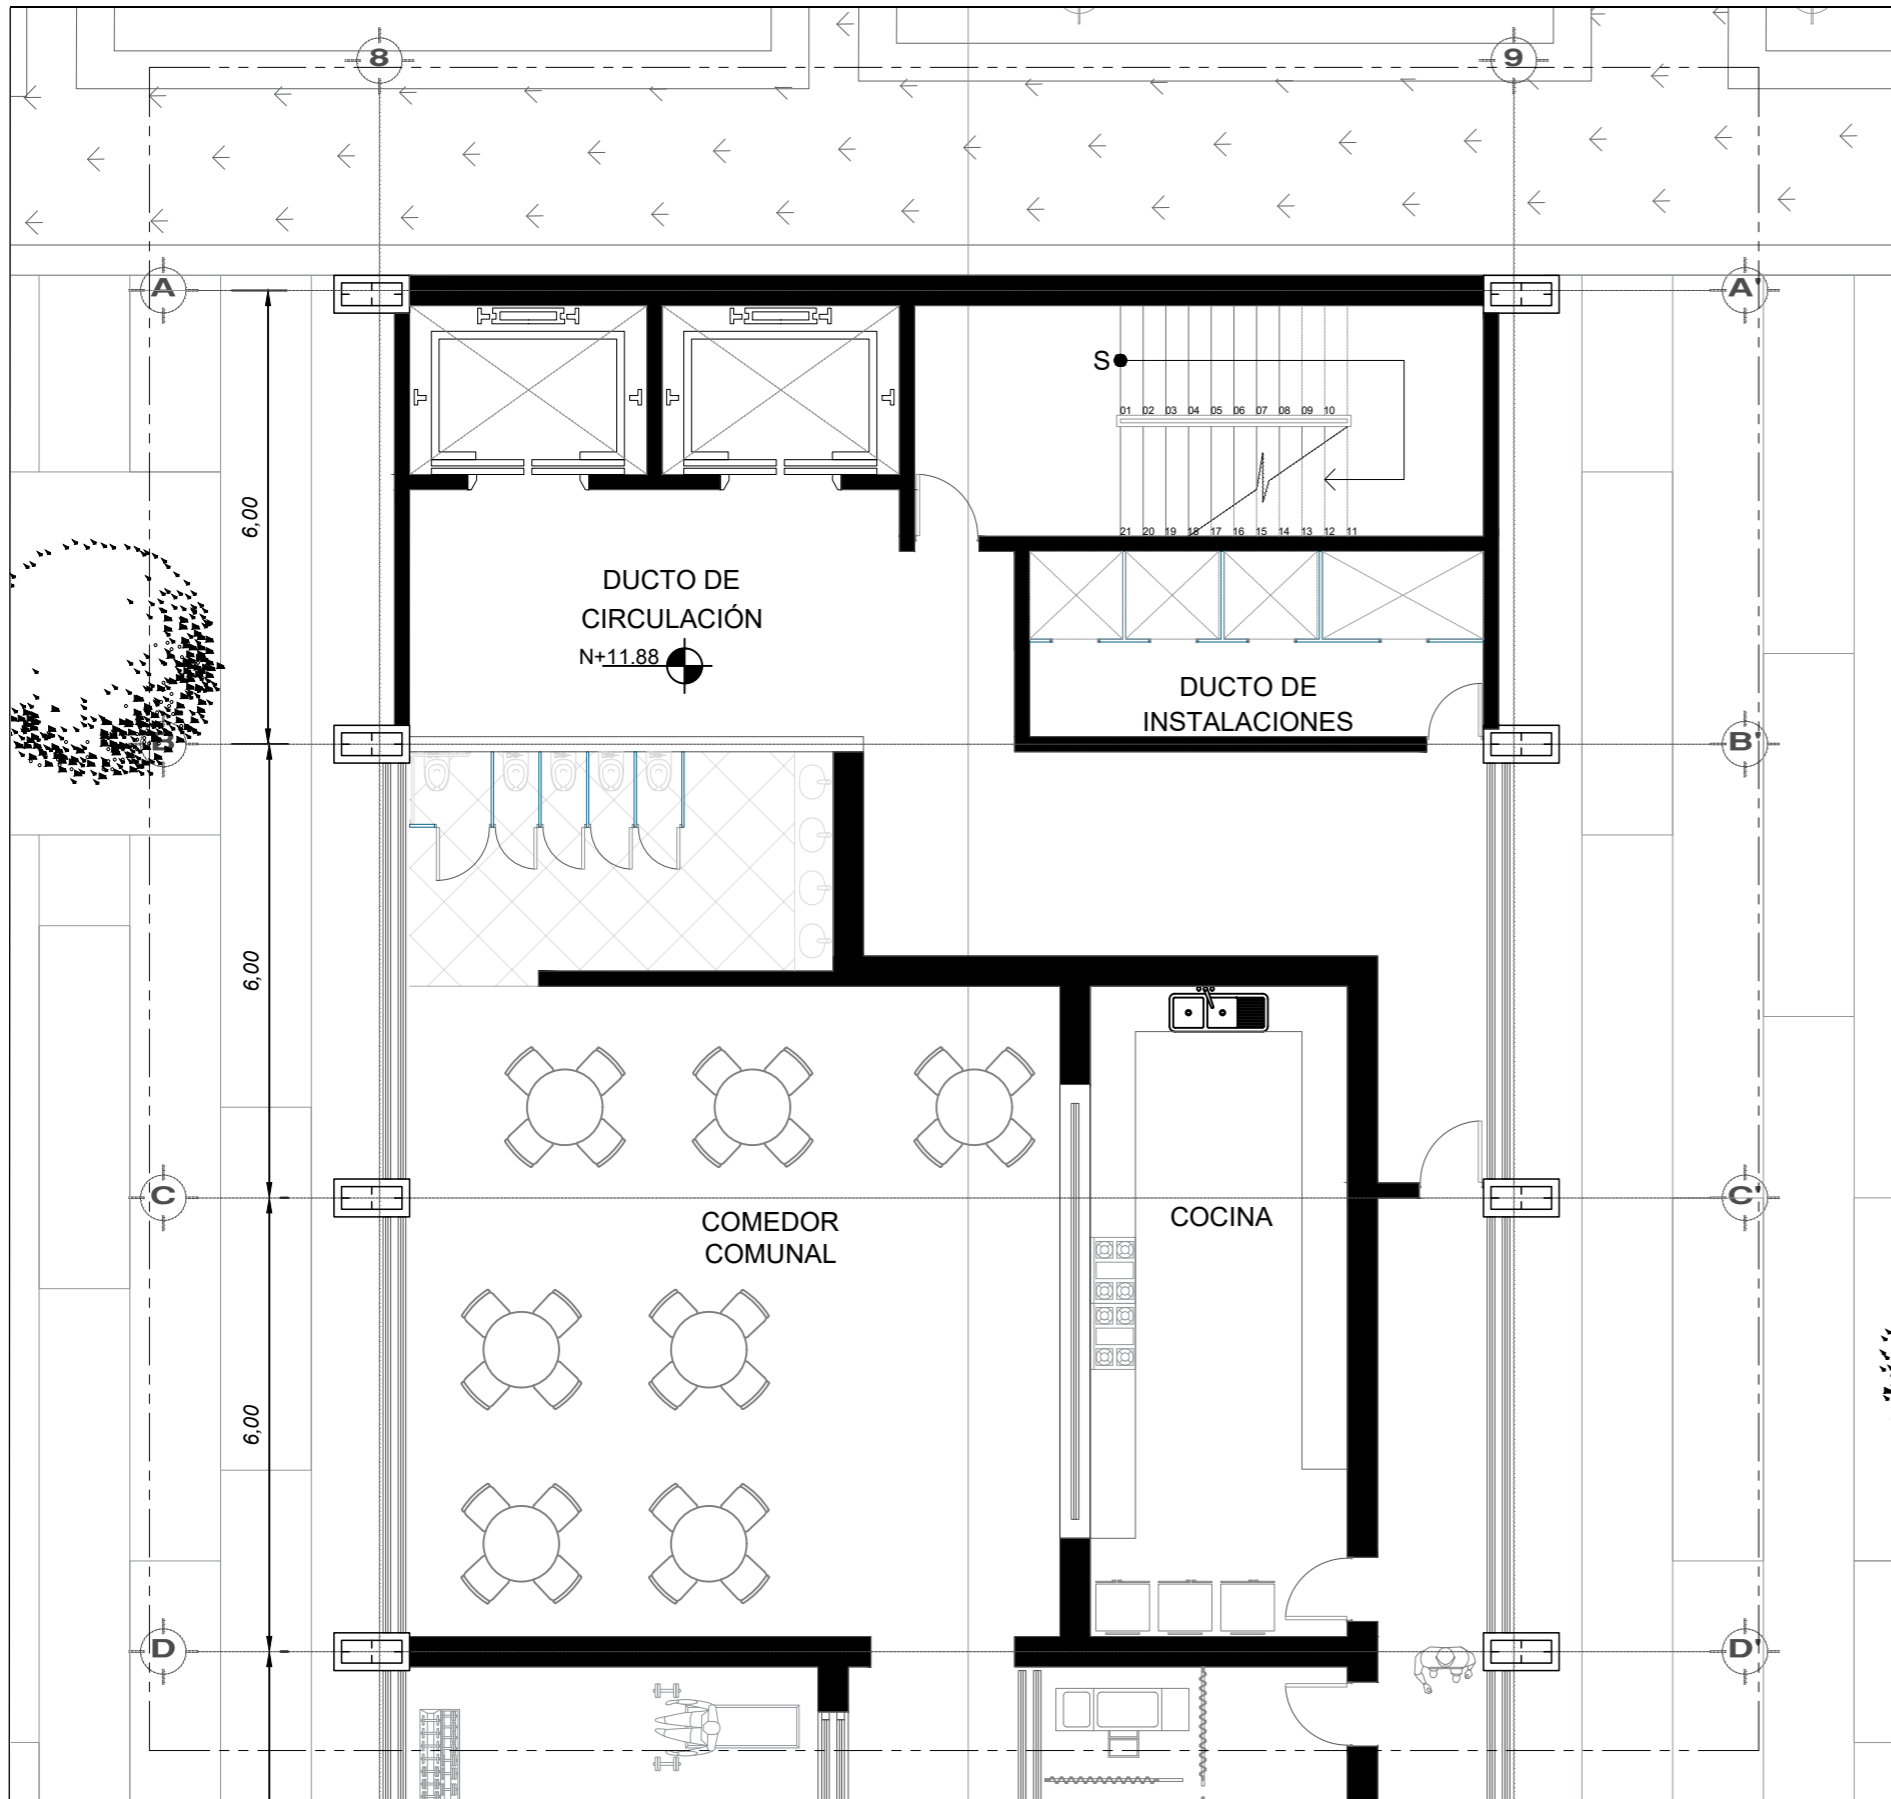 8
9
A
A'
S
01 02 03 04 05 06 07 08 09 10
6,00
21 20 19 18 17 16 15 14 13 12 11
DUCTO DE
CIRCULACIÓN
N+11.88
DUCTO DE
INSTALACIONES
B
B'
6,00
C
C'
COMEDOR
COMUNAL
COCINA
6,00
D
D'